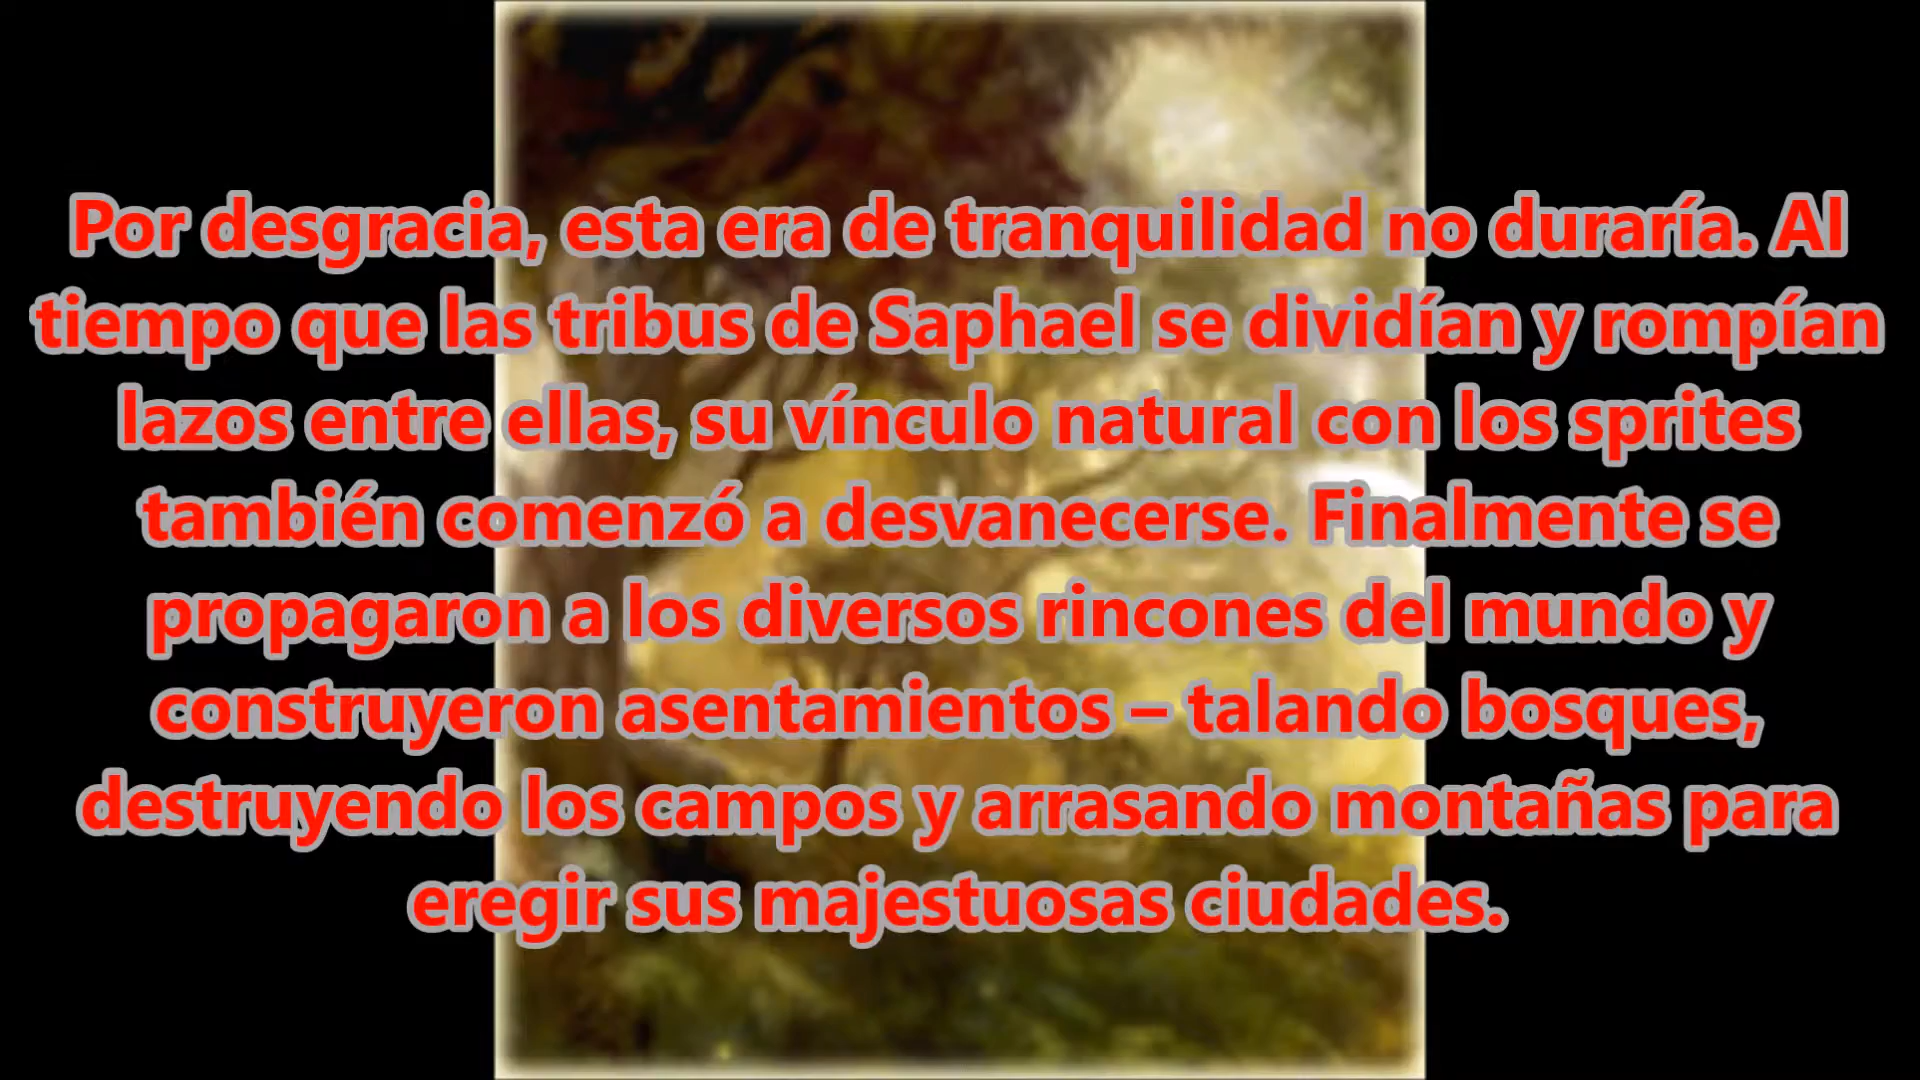 Por desgracia, esta era de tranquilidad no duraría. Al
tiempo que las tribus de Saphael se dividían y rompían
lazos entre ellas, su vínculo natural con los sprites
también comenzó a desvanecerse. Finalmente se
propagaron a los diversos rincones del mundo y
construyeron asentamientos – talando bosques,
destruyendo los campos y arrasando montañas para
eregir sus majestuosas ciudades.